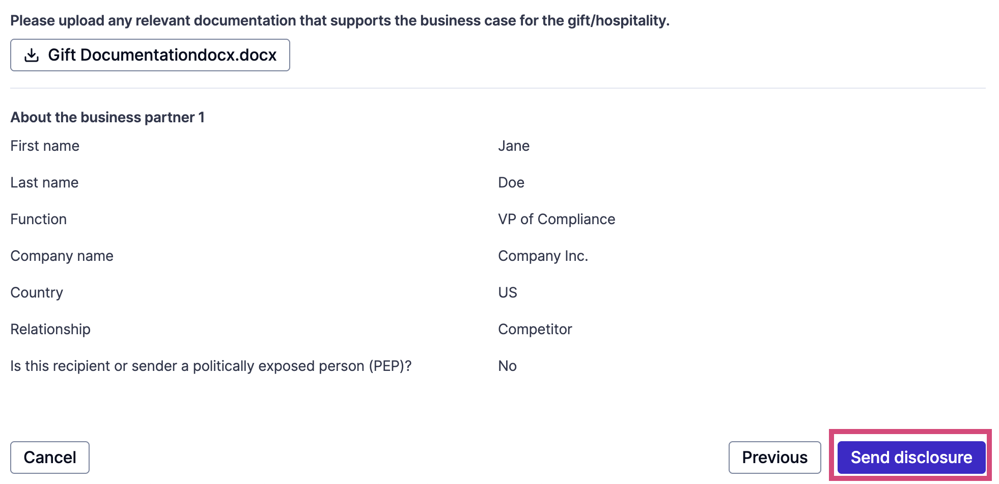 Please upload any relevant documentation that supports the business case for the gift/hospitality.
Gift Documentationdocx.docx
About the business partner 1
First name Jane
Last name Doe
Function VP of Compliance
Company name Company Inc.
Country US
Relationship Competitor
Is this recipient or sender a politically exposed person (PEP)? No
Cancel Previous Send disclosure